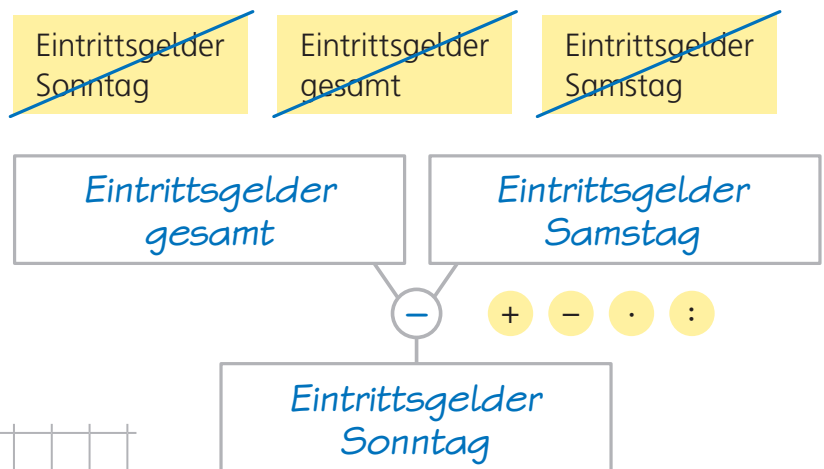 Eintrittsgelder
Sonntag
Eintrittsgelder
gesamt
Eintrittsgelder
Samstag
Eintrittsgelder
gesamt
Eintrittsgelder
Samstag
− + − · :
Eintrittsgelder
Sonntag